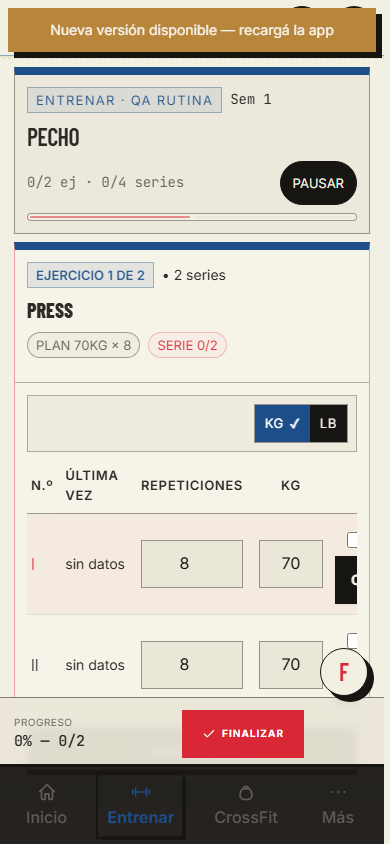 Nueva versión disponible — recargá la app
ENTRENAR · QA RUTINA Sem 1
PECHO
0/2 ej · 0/4 series
PAUSAR
EJERCICIO 1 DE 2 • 2 series
PRESS
PLAN 70KG × 8 SERIE 0/2
KG ✓ LB
N.º ÚLTIMA VEZ REPETICIONES KG
I sin datos 8 70
II sin datos 8 70
F
PROGRESO
0% — 0/2
✓ FINALIZAR
Inicio Entrenar CrossFit Más